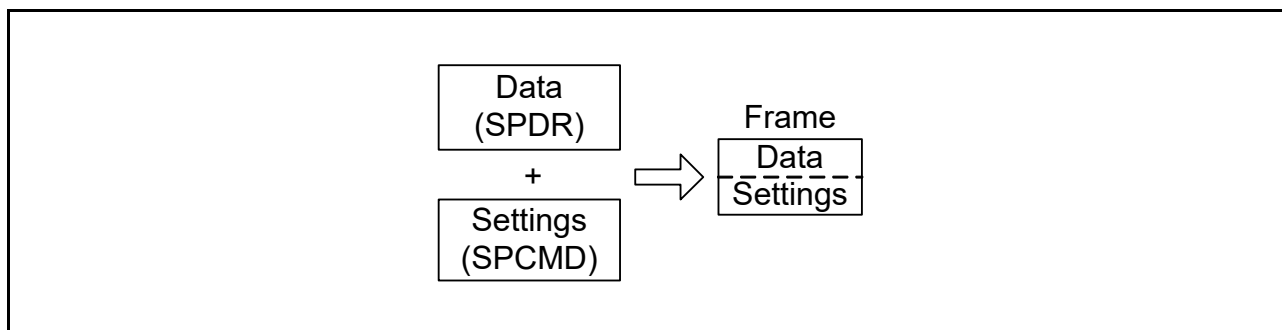 Data
(SPDR)
+
Settings
(SPCMD)
Frame
Data
Settings